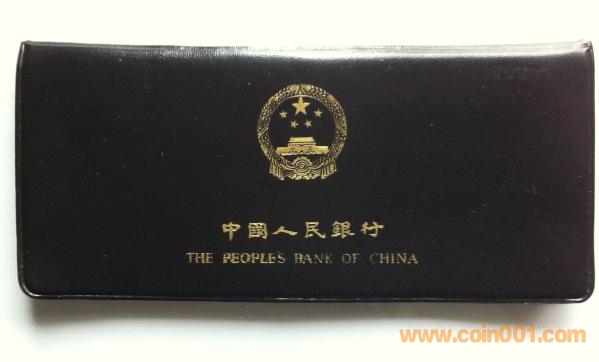 中國人民銀行
THE PEOPLES BANK OF CHINA
www.coin001.com